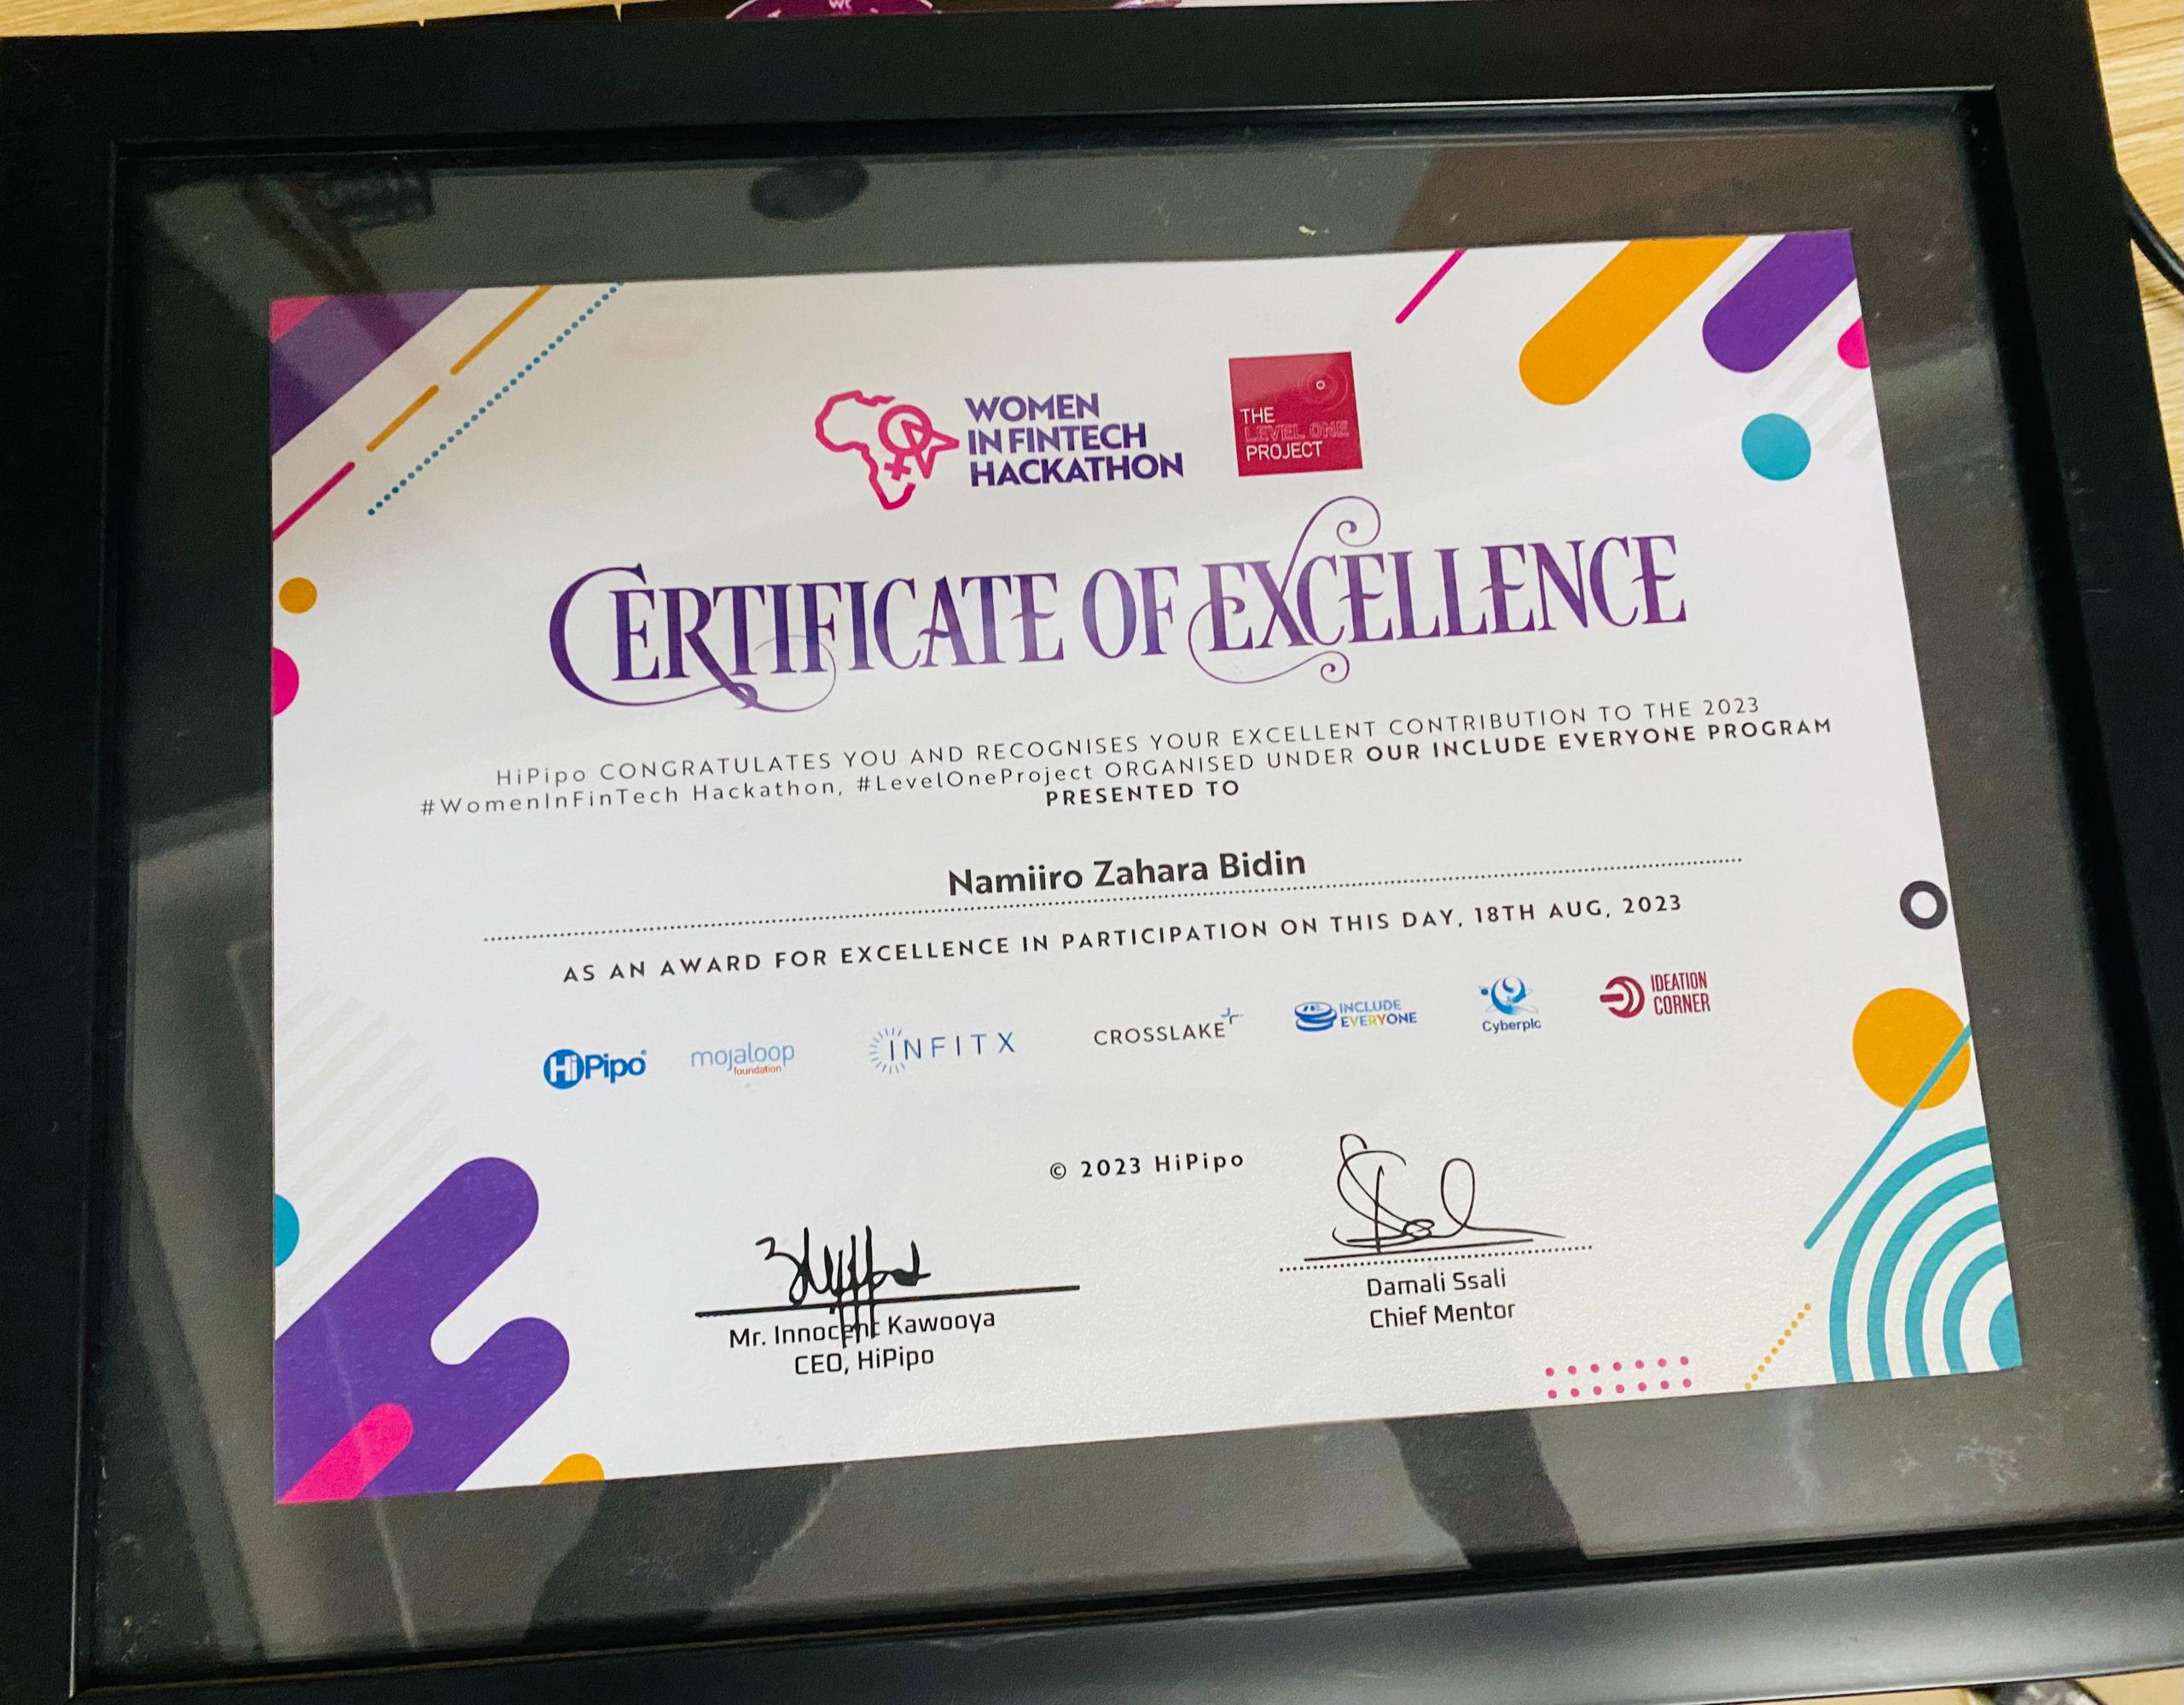 WOMEN
IN FINTECH
HACKATHON
THE
LEVEL ONE
PROJECT
CERTIFICATE OF EXCELLENCE
HiPipo CONGRATULATES YOU AND RECOGNISES YOUR EXCELLENT CONTRIBUTION TO THE 2023
#WomenInFinTech Hackathon, #LevelOneProject ORGANISED UNDER OUR INCLUDE EVERYONE PROGRAM
PRESENTED TO
Namiiro Zahara Bidin
AS AN AWARD FOR EXCELLENCE IN PARTICIPATION ON THIS DAY, 18TH AUG, 2023
HiPipo
mojaloop
foundation
INFITX
CROSSLAKE
INCLUDE
EVERYONE
Cyberplc
IDEATION
CORNER
© 2023 HiPipo
Mr. Innocent Kawooya
CEO, HiPipo
Damali Ssali
Chief Mentor